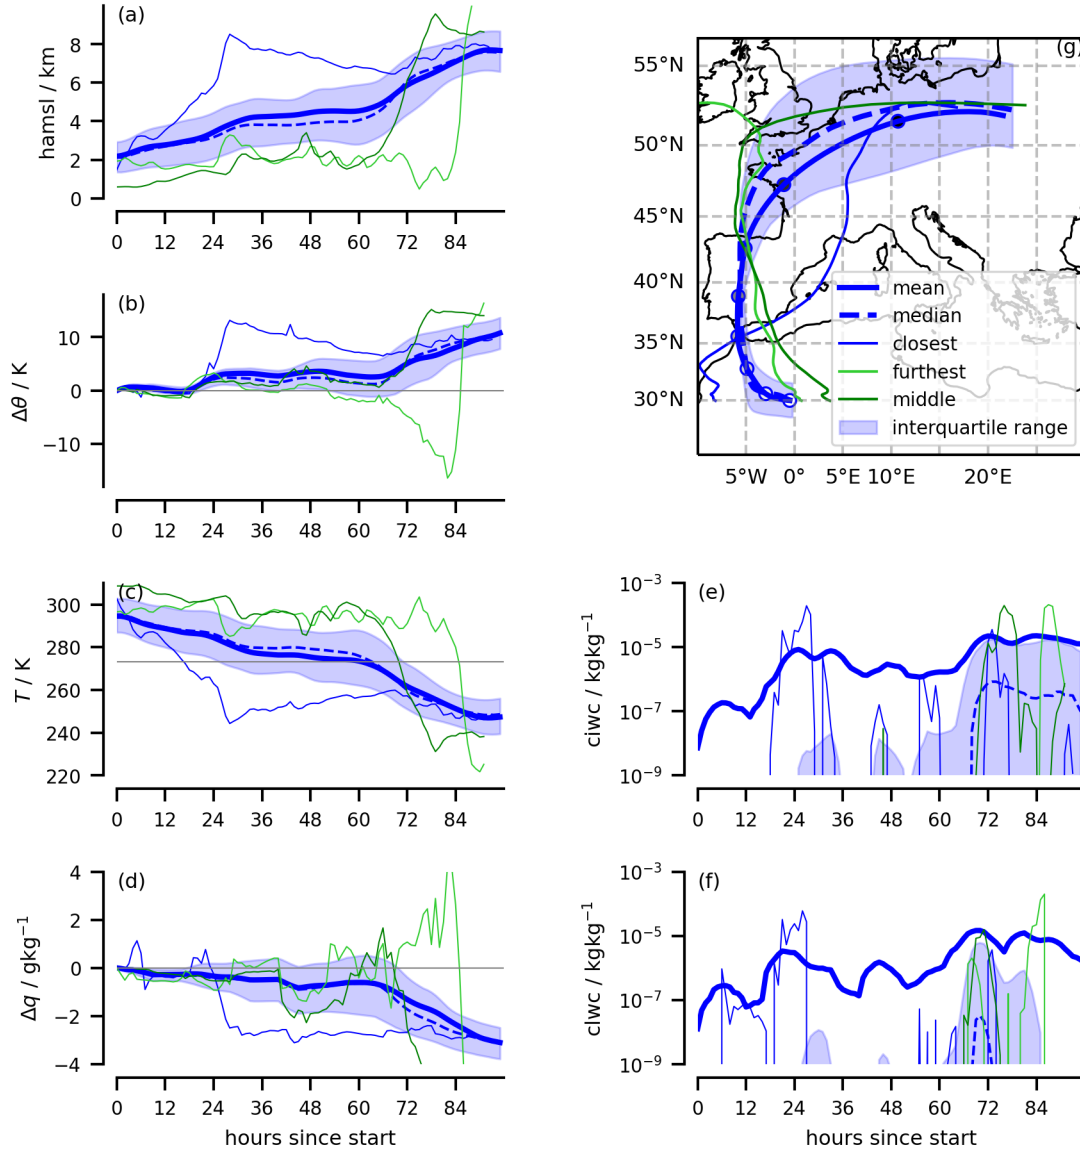 (a)
hamsl / km
8
6
4
2
0
0 12 24 36 48 60 72 84
(b)
Δθ / K
10
0
−10
0 12 24 36 48 60 72 84
(c)
T / K
300
280
260
240
220
0 12 24 36 48 60 72 84
(d)
Δq / gkg⁻¹
4
2
0
−2
−4
0 12 24 36 48 60 72 84
hours since start
(g)
55°N
50°N
45°N
40°N
35°N
30°N
5°W 0° 5°E 10°E 20°E
mean
median
closest
furthest
middle
interquartile range
(e)
ciwc / kgkg⁻¹
10⁻³
10⁻⁵
10⁻⁷
10⁻⁹
0 12 24 36 48 60 72 84
(f)
clwc / kgkg⁻¹
10⁻³
10⁻⁵
10⁻⁷
10⁻⁹
0 12 24 36 48 60 72 84
hours since start